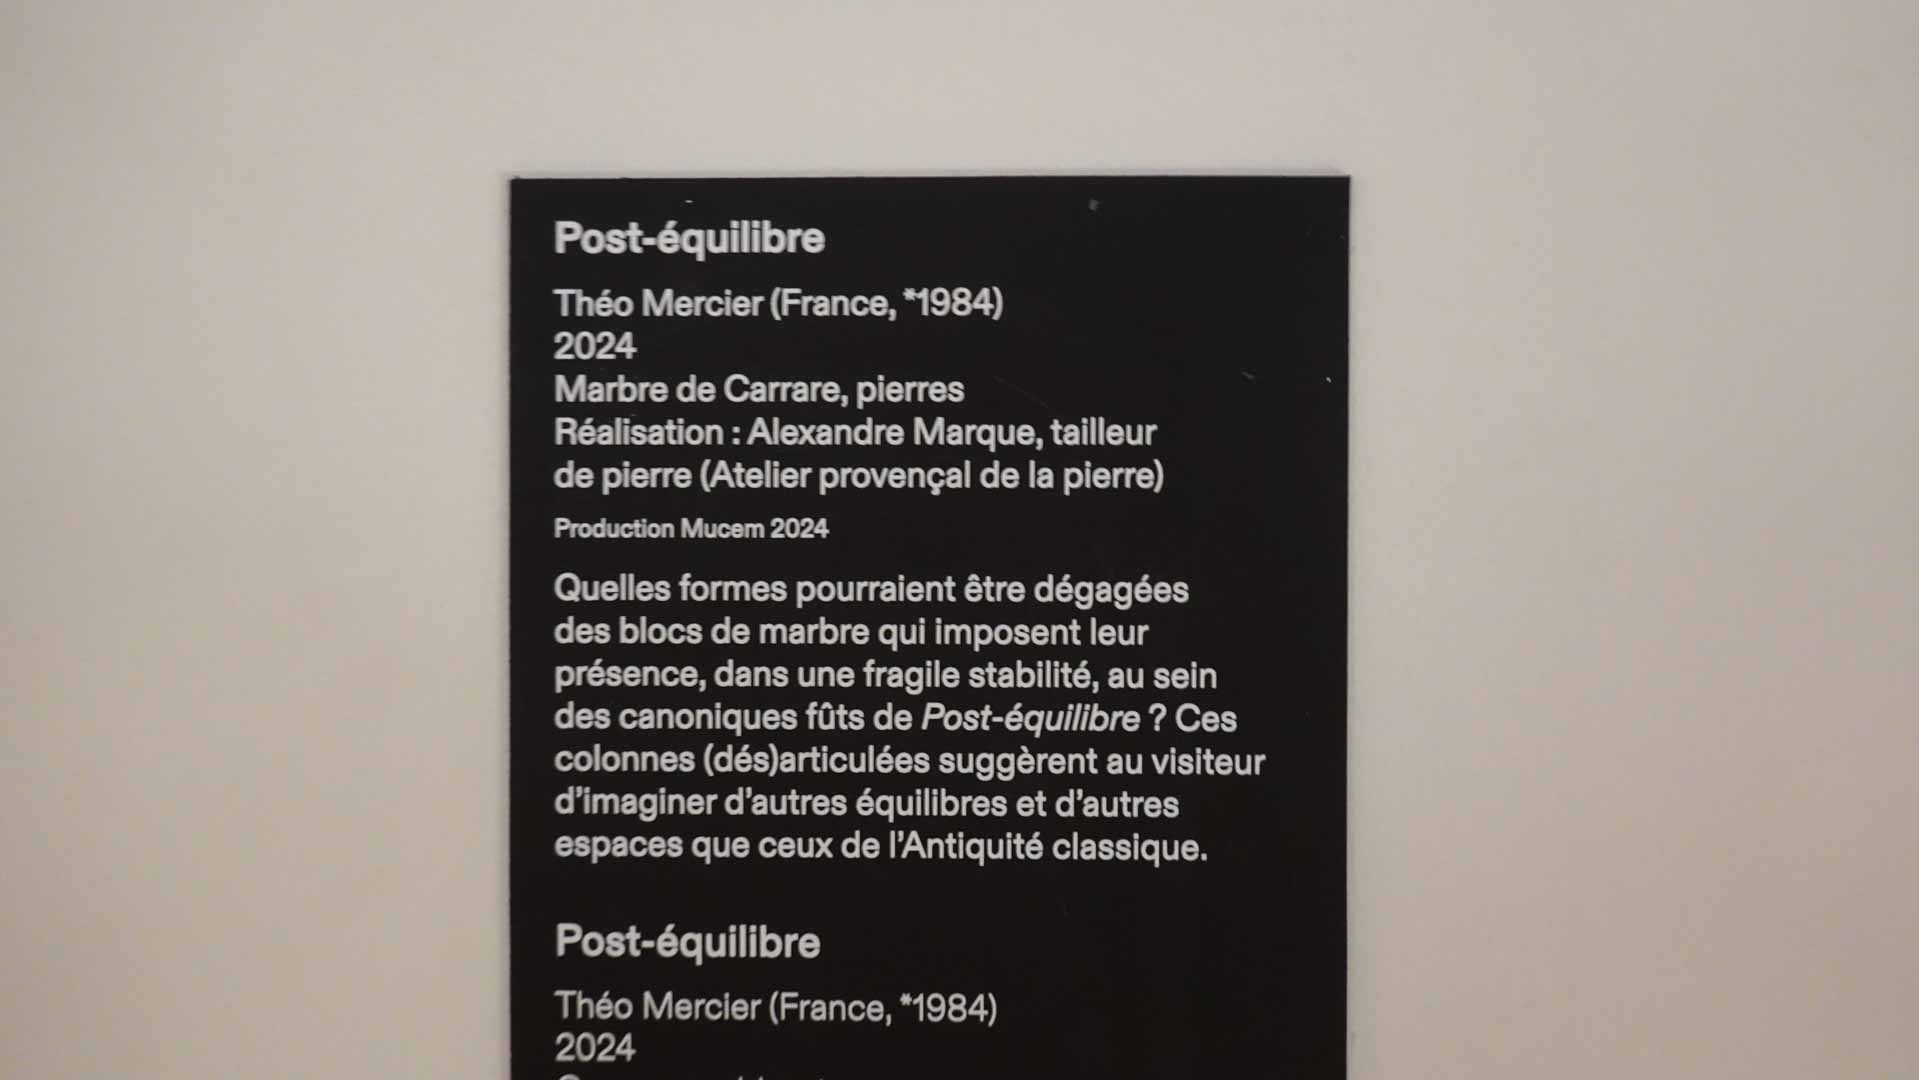 Post-équilibre
Théo Mercier (France, *1984)
2024
Marbre de Carrare, pierres
Réalisation : Alexandre Marque, tailleur
de pierre (Atelier provençal de la pierre)
Production Mucem 2024
Quelles formes pourraient être dégagées
des blocs de marbre qui imposent leur
présence, dans une fragile stabilité, au sein
des canoniques fûts de Post-équilibre ? Ces
colonnes (dés)articulées suggèrent au visiteur
d’imaginer d’autres équilibres et d’autres
espaces que ceux de l’Antiquité classique.
Post-équilibre
Théo Mercier (France, *1984)
2024